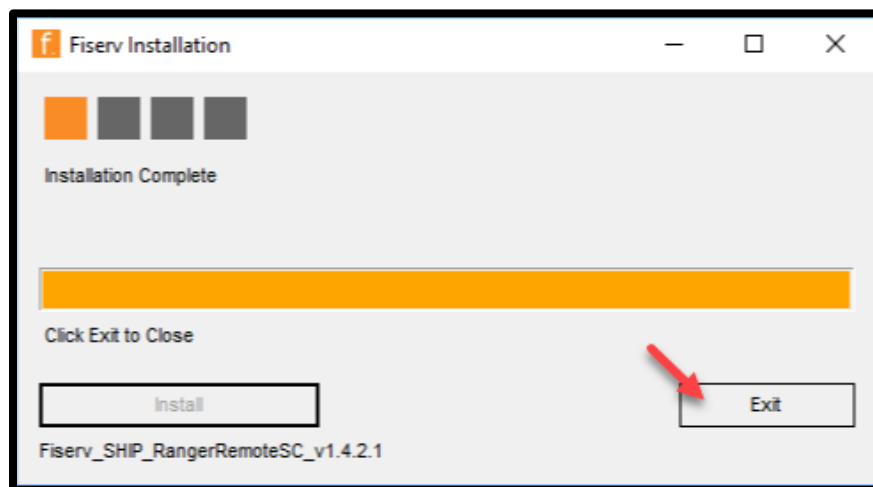 f. Fiserv Installation
Installation Complete
Click Exit to Close
Install
Exit
Fiserv_SHIP_RangerRemoteSC_v1.4.2.1